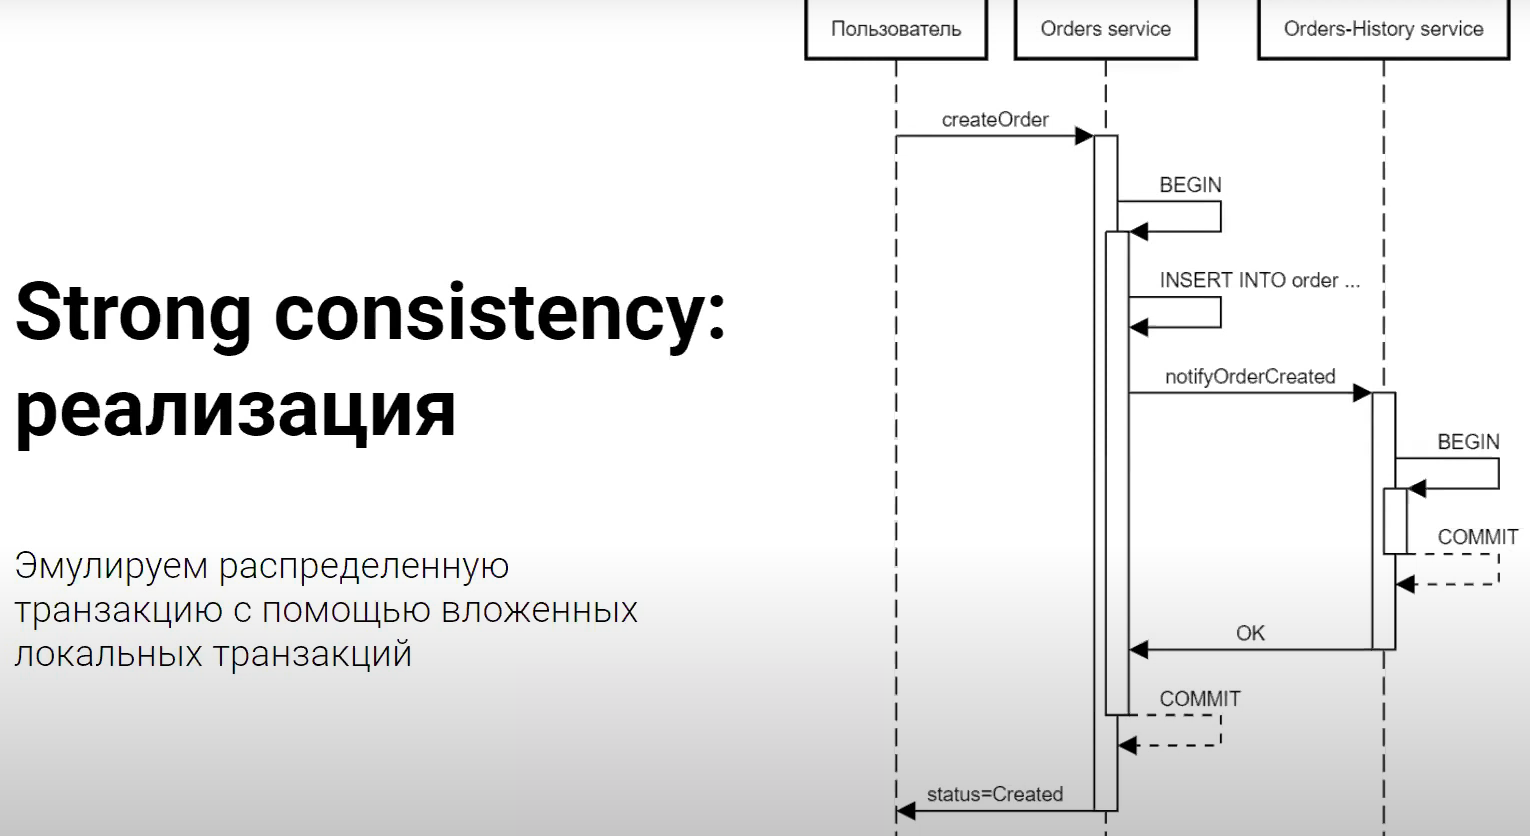 Пользователь
Orders service
Orders-History service
createOrder
BEGIN
INSERT INTO order ...
notifyOrderCreated
BEGIN
COMMIT
OK
COMMIT
status=Created
Strong consistency:
реализация
Эмулируем распределенную
транзакцию с помощью вложенных
локальных транзакций